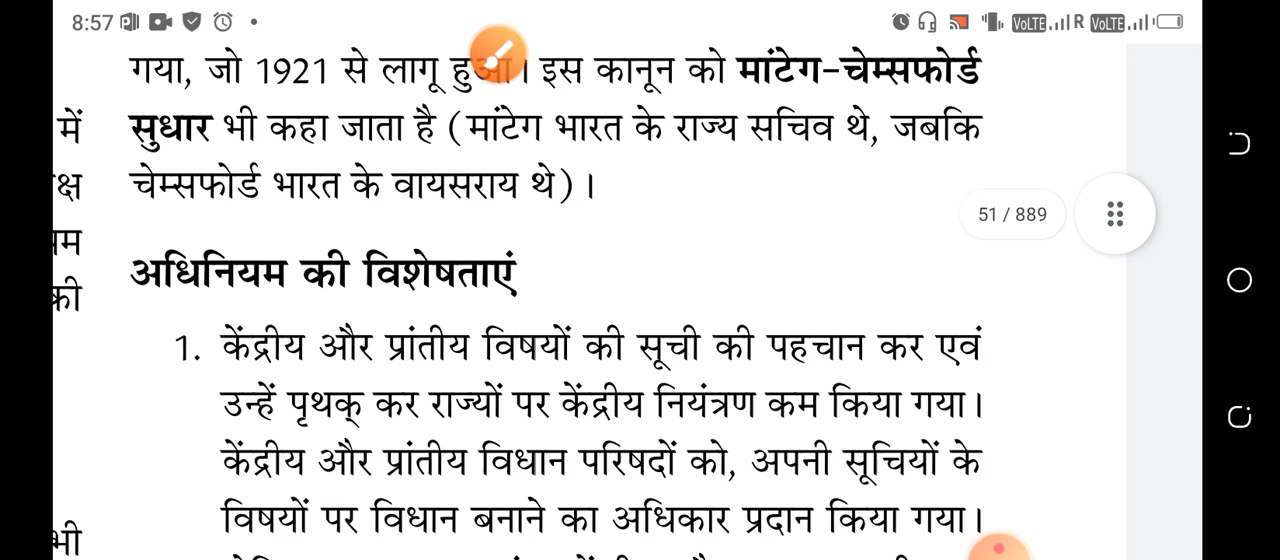 8:57
VoLTE R VoLTE
गया, जो 1921 से लागू हुआ। इस कानून को मांटेग-चेम्सफोर्ड
में सुधार भी कहा जाता है (मांटेग भारत के राज्य सचिव थे, जबकि
क्ष चेम्सफोर्ड भारत के वायसराय थे)।
51 / 889
की
अधिनियम की विशेषताएं
1. केंद्रीय और प्रांतीय विषयों की सूची की पहचान कर एवं
उन्हें पृथक् कर राज्यों पर केंद्रीय नियंत्रण कम किया गया।
केंद्रीय और प्रांतीय विधान परिषदों को, अपनी सूचियों के
विषयों पर विधान बनाने का अधिकार प्रदान किया गया।
भी